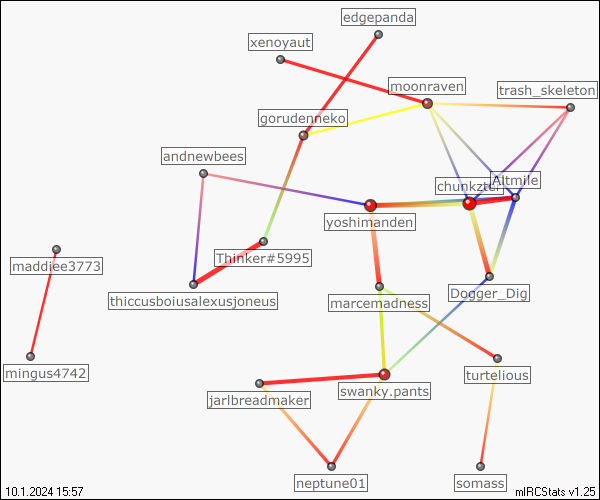 edgepanda
xenoyaut
moonraven
trash_skeleton
gorudenneko
andnewbees
Altmile
yoshimanden
Thinker#5995
maddiee3773
thiccusboiusalexusjoneus
marcemadness
Dogger_Dig
mingus4742
turtelious
swanky.pants
jarlbreadmaker
neptune01
somass
10.1.2024 15:57
mIRCStats v1.25